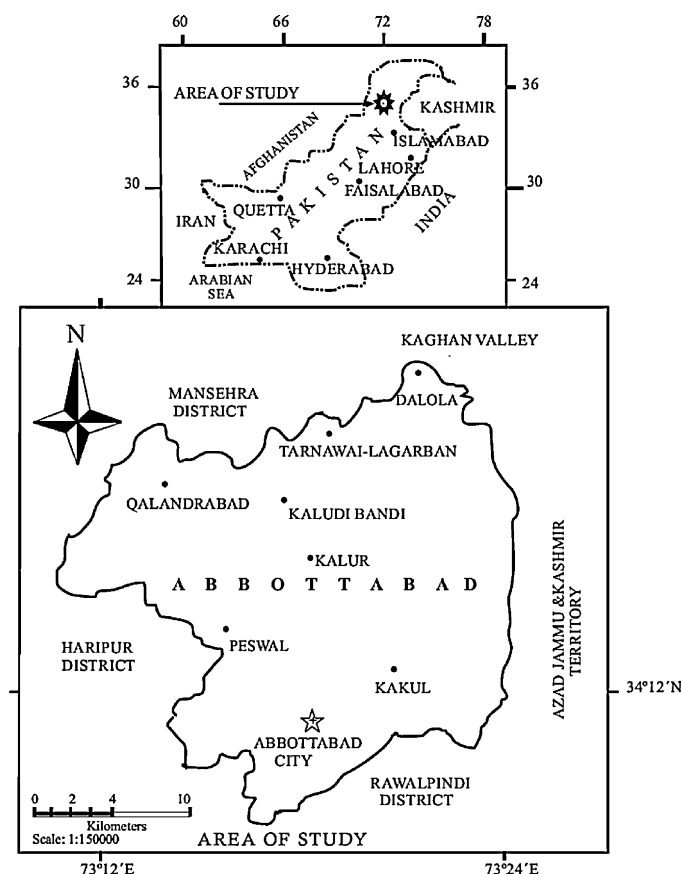 60 66 72 78
36 36
AREA OF STUDY
KASHMIR
AFGHANISTAN
ISLAMABAD
PAKISTAN
LAHORE
30 30
FAISALABAD
QUETTA
IRAN
INDIA
KARACHI
HYDERABAD
ARABIAN
SEA
24 24
N
KAGHAN VALLEY
MANSEHRA
DISTRICT
DALOLA
TARNAWAI-LAGARBAN
QALANDRABAD
KALUDI BANDI
KALUR
ABBOTTABAD
AZAD JAMMU &KASHMIR
TERRITORY
HARIPUR
DISTRICT
PESWAL
KAKUL
34°12´N
ABBOTTABAD
CITY
RAWALPINDI
DISTRICT
0 2 4 10
Kilometers
Scale: 1:150000
AREA OF STUDY
73°12´E 73°24´E